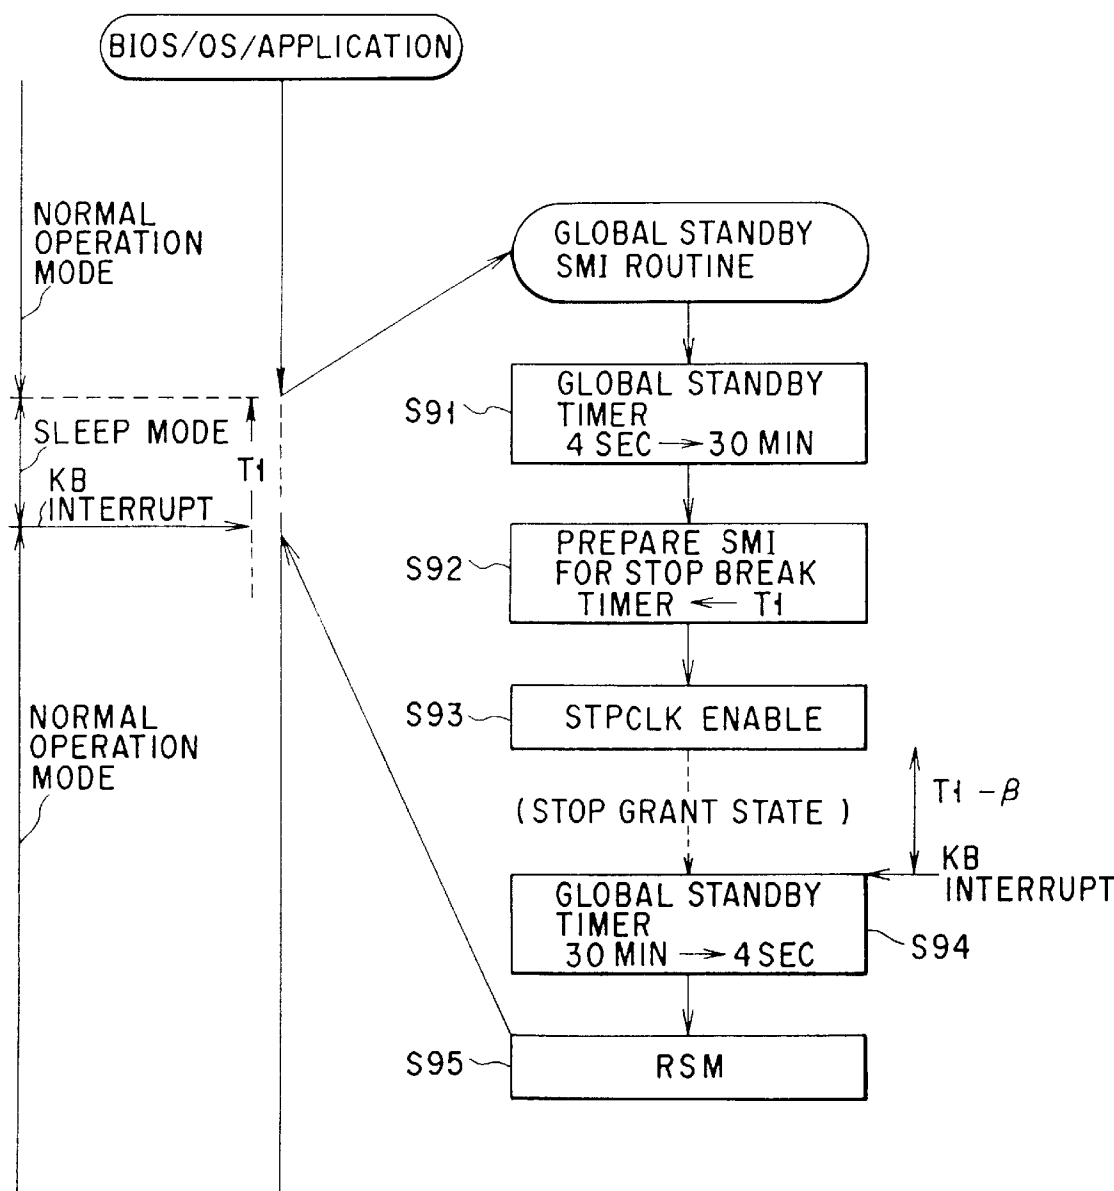 BIOS/OS/APPLICATION
NORMAL
OPERATION
MODE
GLOBAL STANDBY
SMI ROUTINE
S91
GLOBAL STANDBY
TIMER
4 SEC → 30 MIN
SLEEP MODE
T1
KB
INTERRUPT
S92
PREPARE SMI
FOR STOP BREAK
TIMER ← T1
S93
STPCLK ENABLE
NORMAL
OPERATION
MODE
(STOP GRANT STATE)
T1 - β
KB
INTERRUPT
GLOBAL STANDBY
TIMER
30 MIN → 4 SEC
S94
S95
RSM